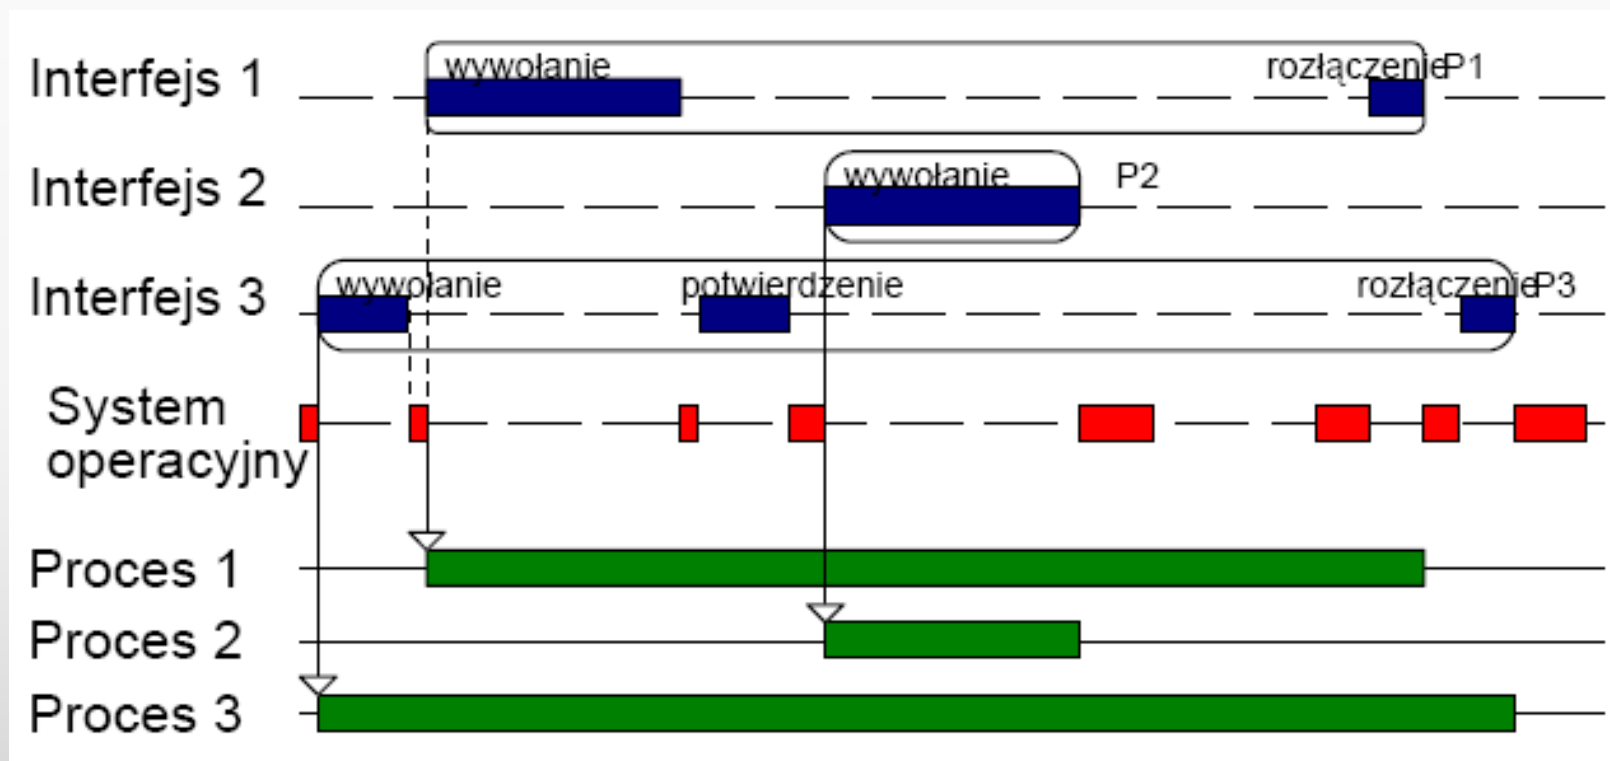 Interfejs 1
wywołanie
rozłączenie
P1
Interfejs 2
wywołanie
P2
Interfejs 3
wywołanie
potwierdzenie
rozłączenie
P3
System
operacyjny
Proces 1
Proces 2
Proces 3